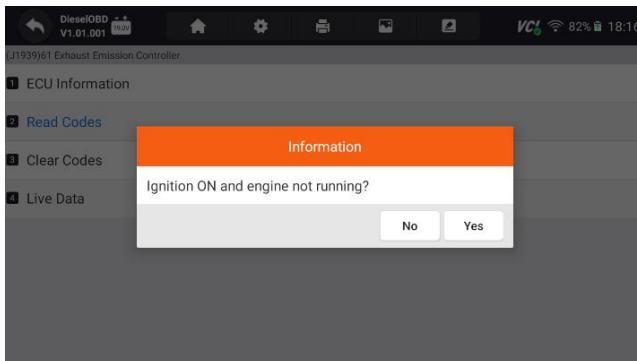 DieselOBD
V1.01.001
VCI
82%
18:16
(J1939)61 Exhaust Emission Controller
1 ECU Information
2 Read Codes
3 Clear Codes
4 Live Data
Information
Ignition ON and engine not running?
No Yes